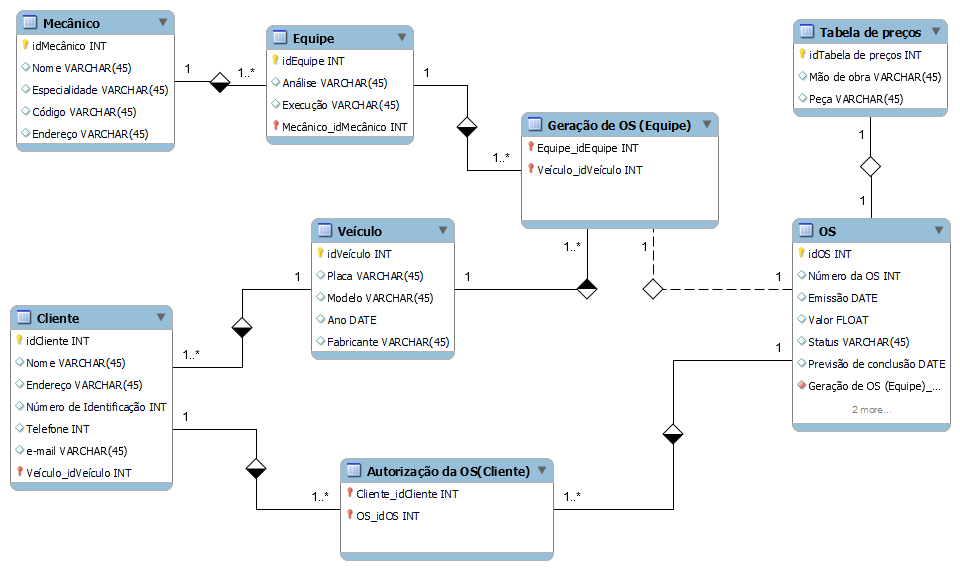 Mecânico
idMecânico INT
Nome VARCHAR(45)
Especialidade VARCHAR(45)
Código VARCHAR(45)
Endereço VARCHAR(45)
1
1..*
Equipe
idEquipe INT
Análise VARCHAR(45)
Execução VARCHAR(45)
Mecânico_idMecânico INT
1
1..*
Geração de OS (Equipe)
Equipe_idEquipe INT
Veículo_idVeículo INT
1..*
1
Tabela de preços
idTabela de preços INT
Mão de obra VARCHAR(45)
Peça VARCHAR(45)
1
1
Veículo
idVeículo INT
Placa VARCHAR(45)
Modelo VARCHAR(45)
Ano DATE
Fabricante VARCHAR(45)
1
1
OS
idOS INT
Número da OS INT
Emissão DATE
Valor FLOAT
Status VARCHAR(45)
Previsão de conclusão DATE
Geração de OS (Equipe)_...
2 more...
1
1
Cliente
idCliente INT
Nome VARCHAR(45)
Endereço VARCHAR(45)
Número de Identificação INT
Telefone INT
e-mail VARCHAR(45)
Veículo_idVeículo INT
1..*
1
Autorização da OS(Cliente)
Cliente_idCliente INT
OS_idOS INT
1..*
1..*